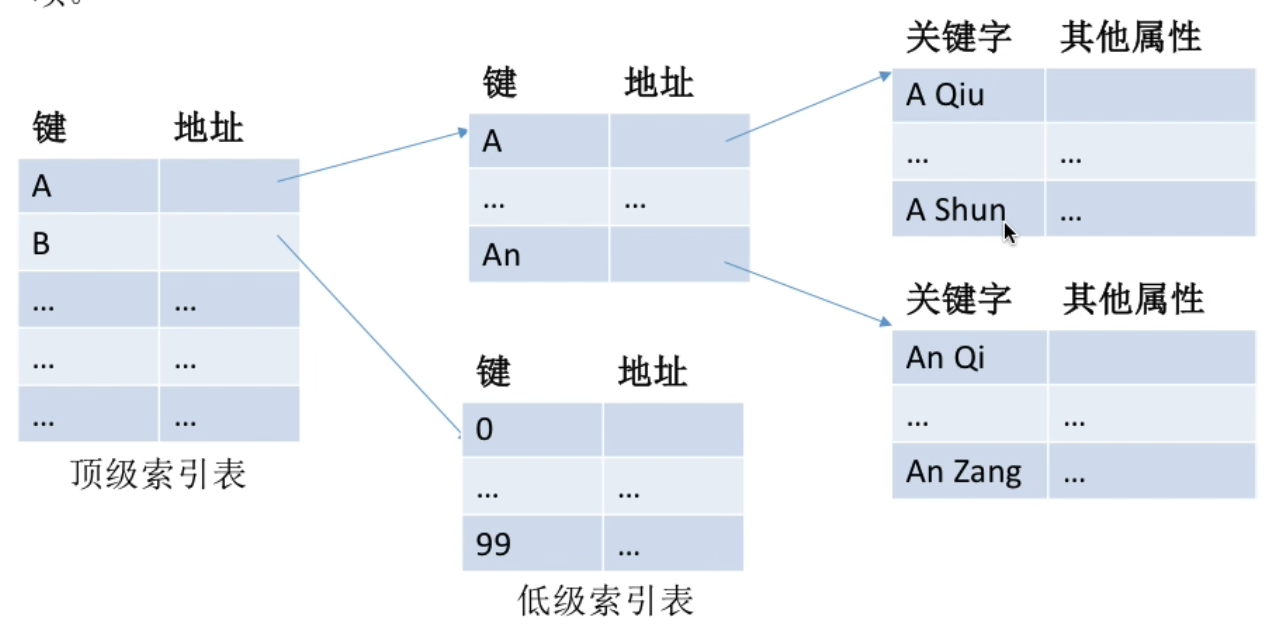 键 地址
A
B
... ...
... ...
... ...
顶级索引表
键 地址
A
... ...
An
键 地址
0
... ...
99 ...
低级索引表
关键字 其他属性
A Qiu
... ...
A Shun ...
关键字 其他属性
An Qi
... ...
An Zang ...